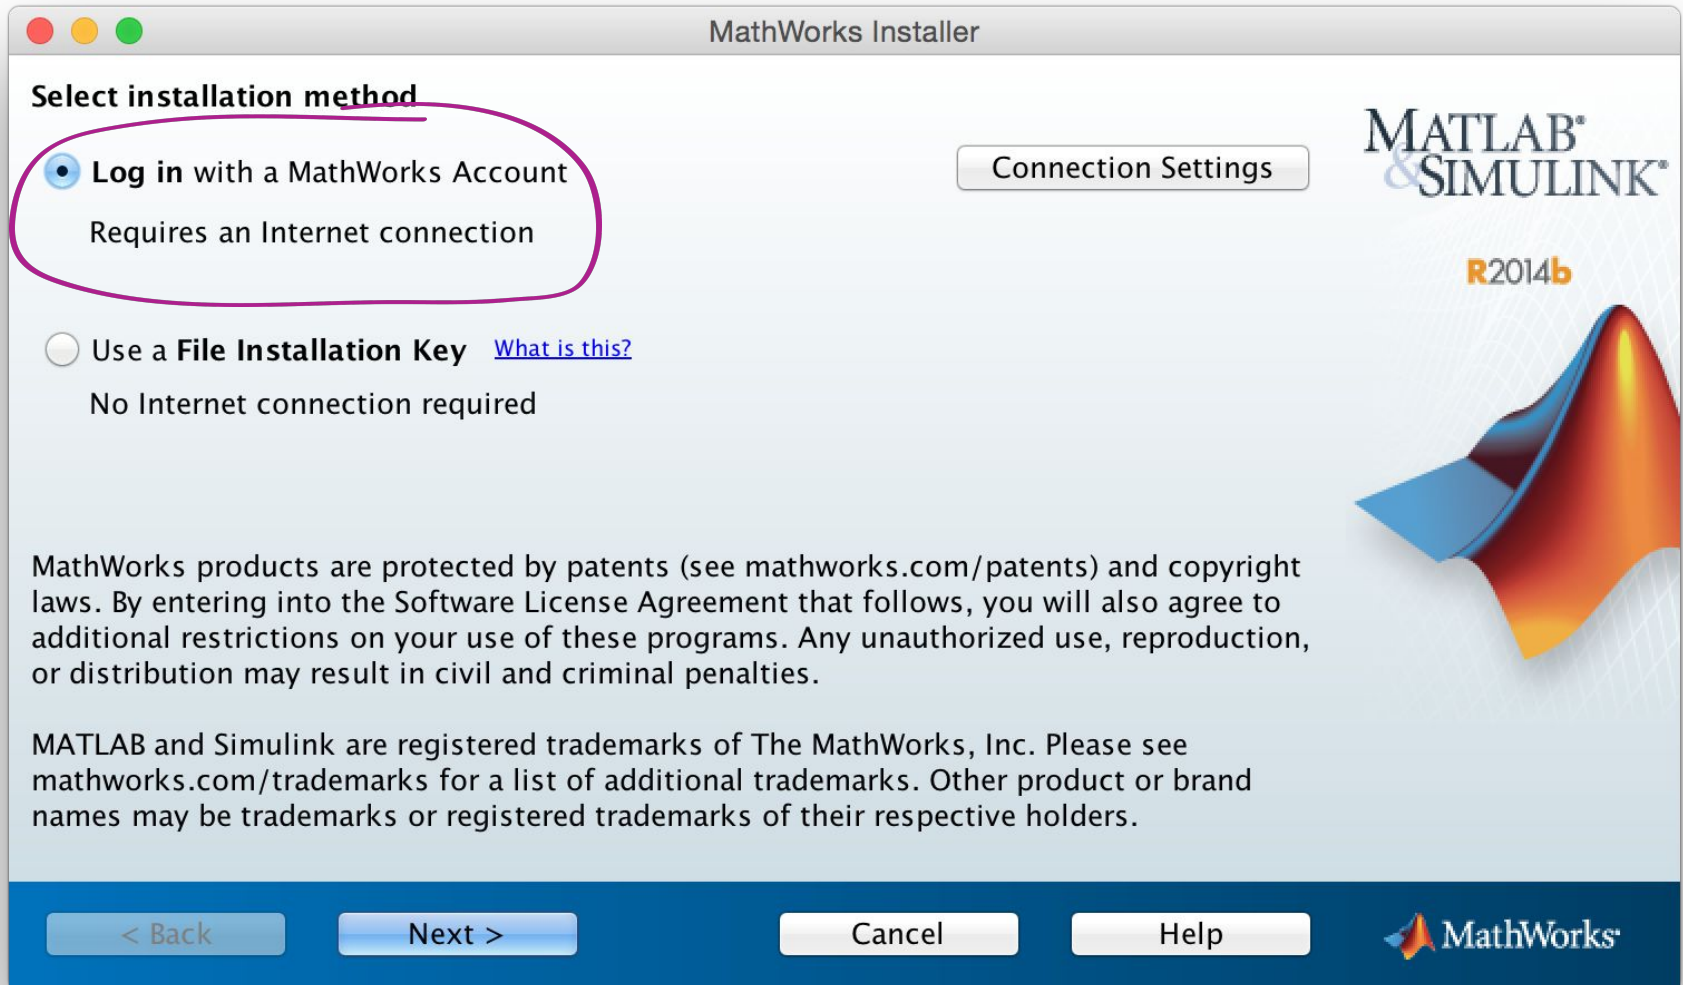 MathWorks Installer
Select installation method
Log in with a MathWorks Account
Connection Settings
Requires an Internet connection
Use a File Installation Key What is this?
No Internet connection required
MATLAB®
&SIMULINK®
R2014b
MathWorks products are protected by patents (see mathworks.com/patents) and copyright
laws. By entering into the Software License Agreement that follows, you will also agree to
additional restrictions on your use of these programs. Any unauthorized use, reproduction,
or distribution may result in civil and criminal penalties.
MATLAB and Simulink are registered trademarks of The MathWorks, Inc. Please see
mathworks.com/trademarks for a list of additional trademarks. Other product or brand
names may be trademarks or registered trademarks of their respective holders.
< Back Next > Cancel Help MathWorks®